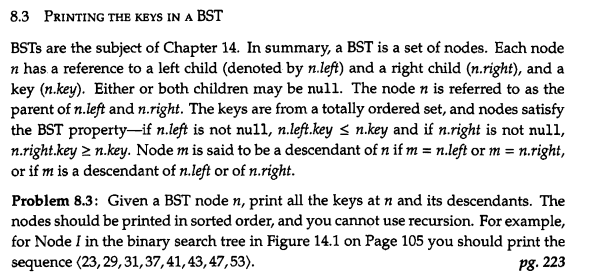 8.3 PRINTING THE KEYS IN A BST
BSTs are the subject of Chapter 14. In summary, a BST is a set of nodes. Each node
n has a reference to a left child (denoted by n.left) and a right child (n.right), and a
key (n.key). Either or both children may be null. The node n is referred to as the
parent of n.left and n.right. The keys are from a totally ordered set, and nodes satisfy
the BST property—if n.left is not null, n.left.key ≤ n.key and if n.right is not null,
n.right.key ≥ n.key. Node m is said to be a descendant of n if m = n.left or m = n.right,
or if m is a descendant of n.left or of n.right.
Problem 8.3: Given a BST node n, print all the keys at n and its descendants. The
nodes should be printed in sorted order, and you cannot use recursion. For example,
for Node I in the binary search tree in Figure 14.1 on Page 105 you should print the
sequence ⟨23, 29, 31, 37, 41, 43, 47, 53⟩. pg. 223